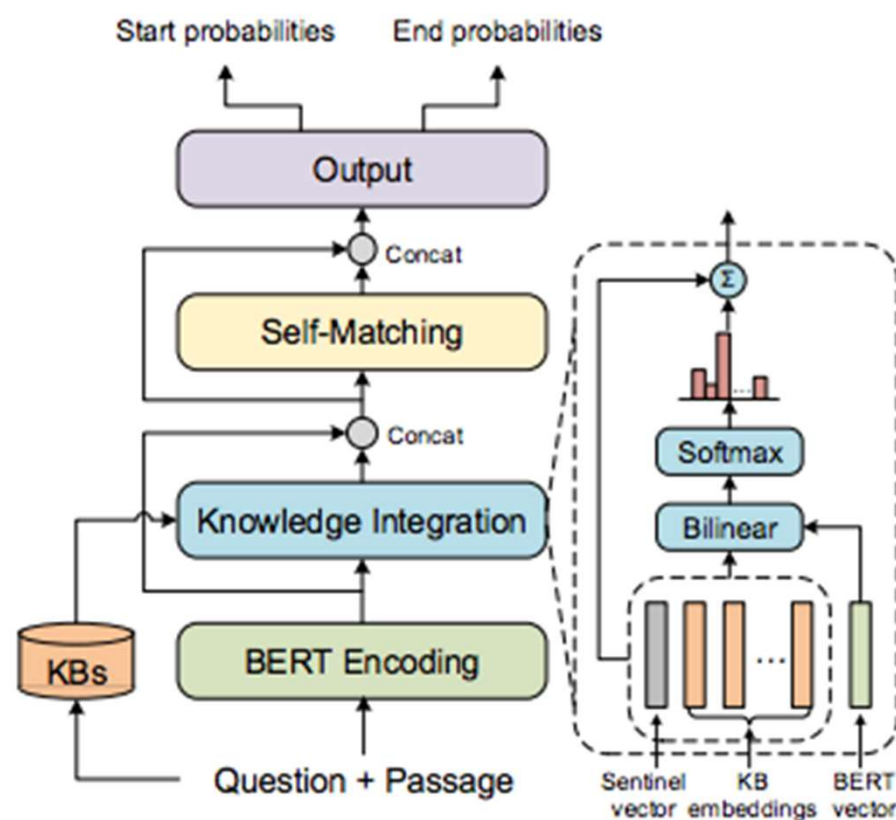 Start probabilities End probabilities
Output
Concat
Self-Matching
Concat
Knowledge Integration
KBs
BERT Encoding
Question + Passage
Σ
Softmax
Bilinear
Sentinel vector
KB embeddings
BERT vector